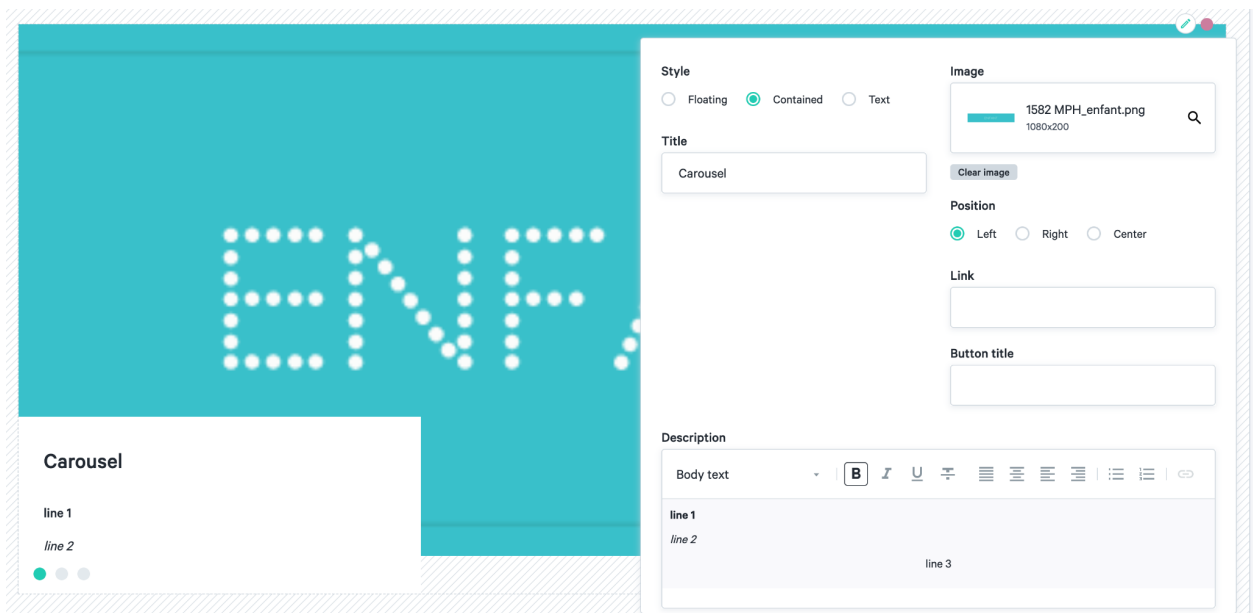 ENFA
Carousel
line 1
line 2
Style
Floating
Contained
Text
Title
Carousel
Image
1582 MPH_enfant.png
1080x200
Clear image
Position
Left
Right
Center
Link
Button title
Description
Body text
B I U T
line 1
line 2
line 3